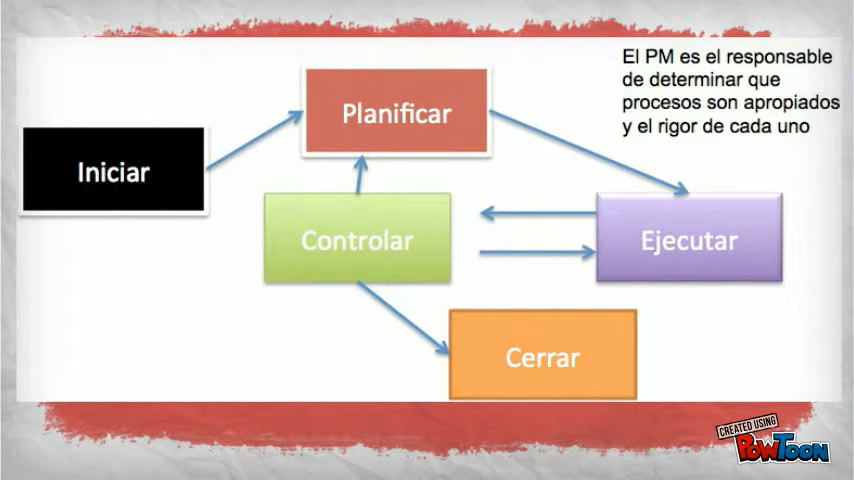 El PM es el responsable
de determinar que
procesos son apropiados
y el rigor de cada uno
Planificar
Iniciar
Controlar
Ejecutar
Cerrar
CREATED USING
POWTOON